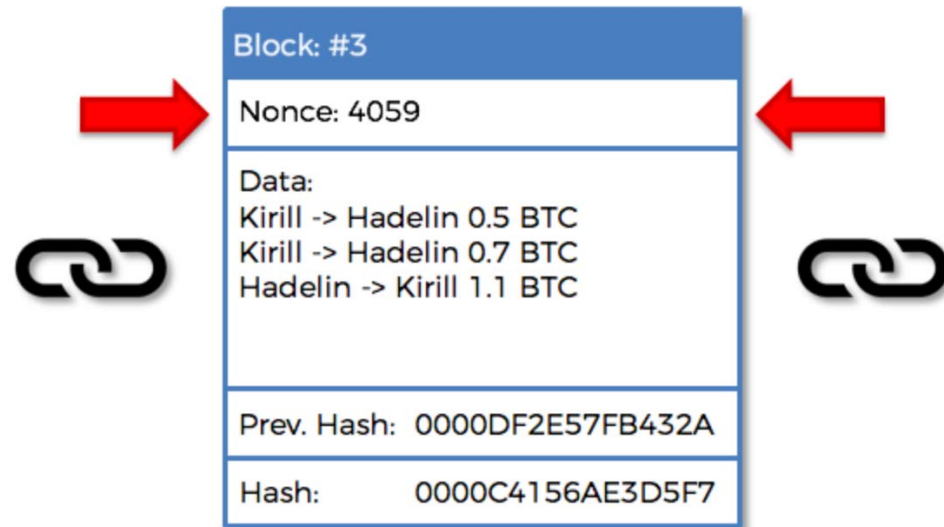 Block: #3
Nonce: 4059
Data:
Kirill -> Hadelin 0.5 BTC
Kirill -> Hadelin 0.7 BTC
Hadelin -> Kirill 1.1 BTC
Prev. Hash: 0000DF2E57FB432A
Hash: 0000C4156AE3D5F7